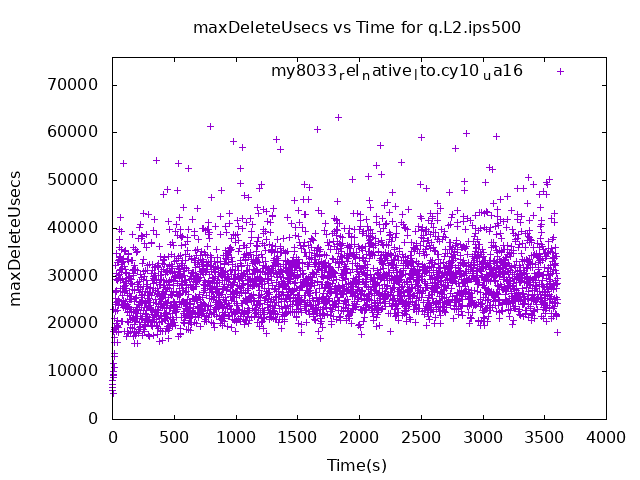 maxDeleteUsecs vs Time for q.L2.ips500
my8033_rel_native_lto.cy10_ua16
70000
60000
50000
40000
30000
20000
10000
0
maxDeleteUsecs
0 500 1000 1500 2000 2500 3000 3500 4000
Time(s)